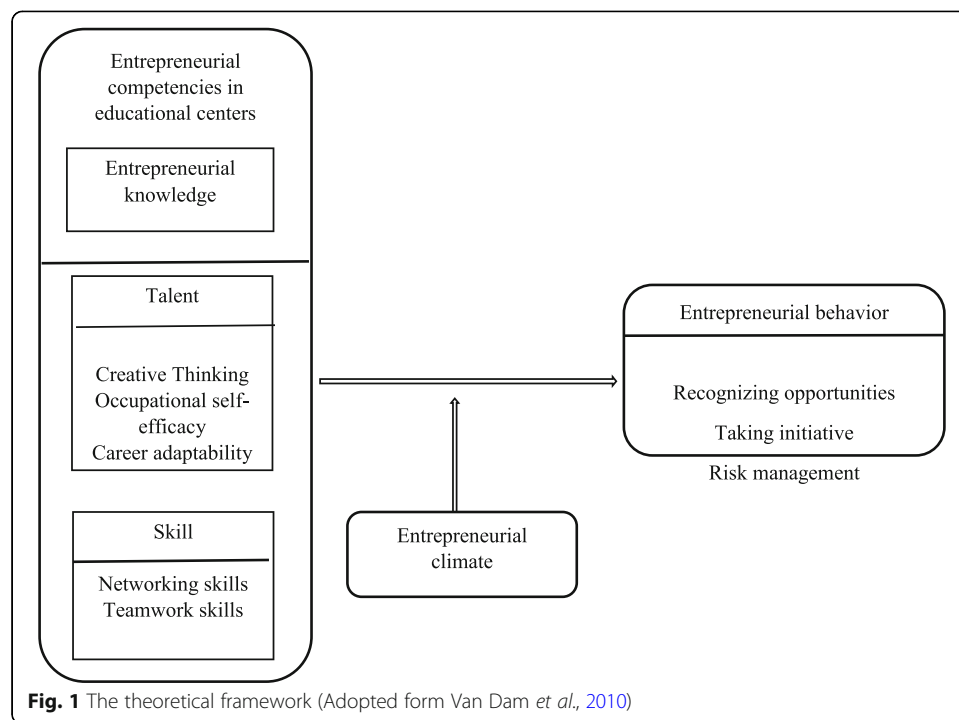 Entrepreneurial
competencies in
educational centers
Entrepreneurial
knowledge
Talent
Creative Thinking
Occupational self-
efficacy
Career adaptability
Skill
Networking skills
Teamwork skills
Entrepreneurial
climate
Entrepreneurial behavior
Recognizing opportunities
Taking initiative
Risk management
Fig. 1 The theoretical framework (Adopted form Van Dam et al., 2010)